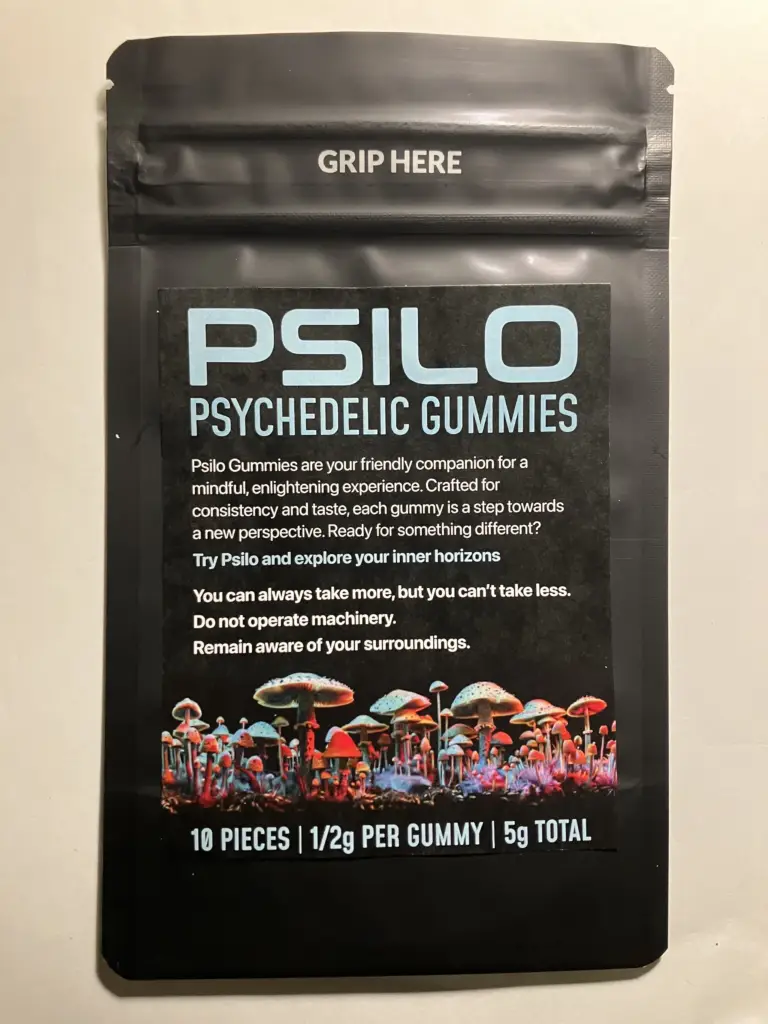 GRIP HERE
PSILO
PSYCHEDELIC GUMMIES
Psilo Gummies are your friendly companion for a
mindful, enlightening experience. Crafted for
consistency and taste, each gummy is a step towards
a new perspective. Ready for something different?
Try Psilo and explore your inner horizons
You can always take more, but you can't take less.
Do not operate machinery.
Remain aware of your surroundings.
10 PIECES | 1/2g PER GUMMY | 5g TOTAL